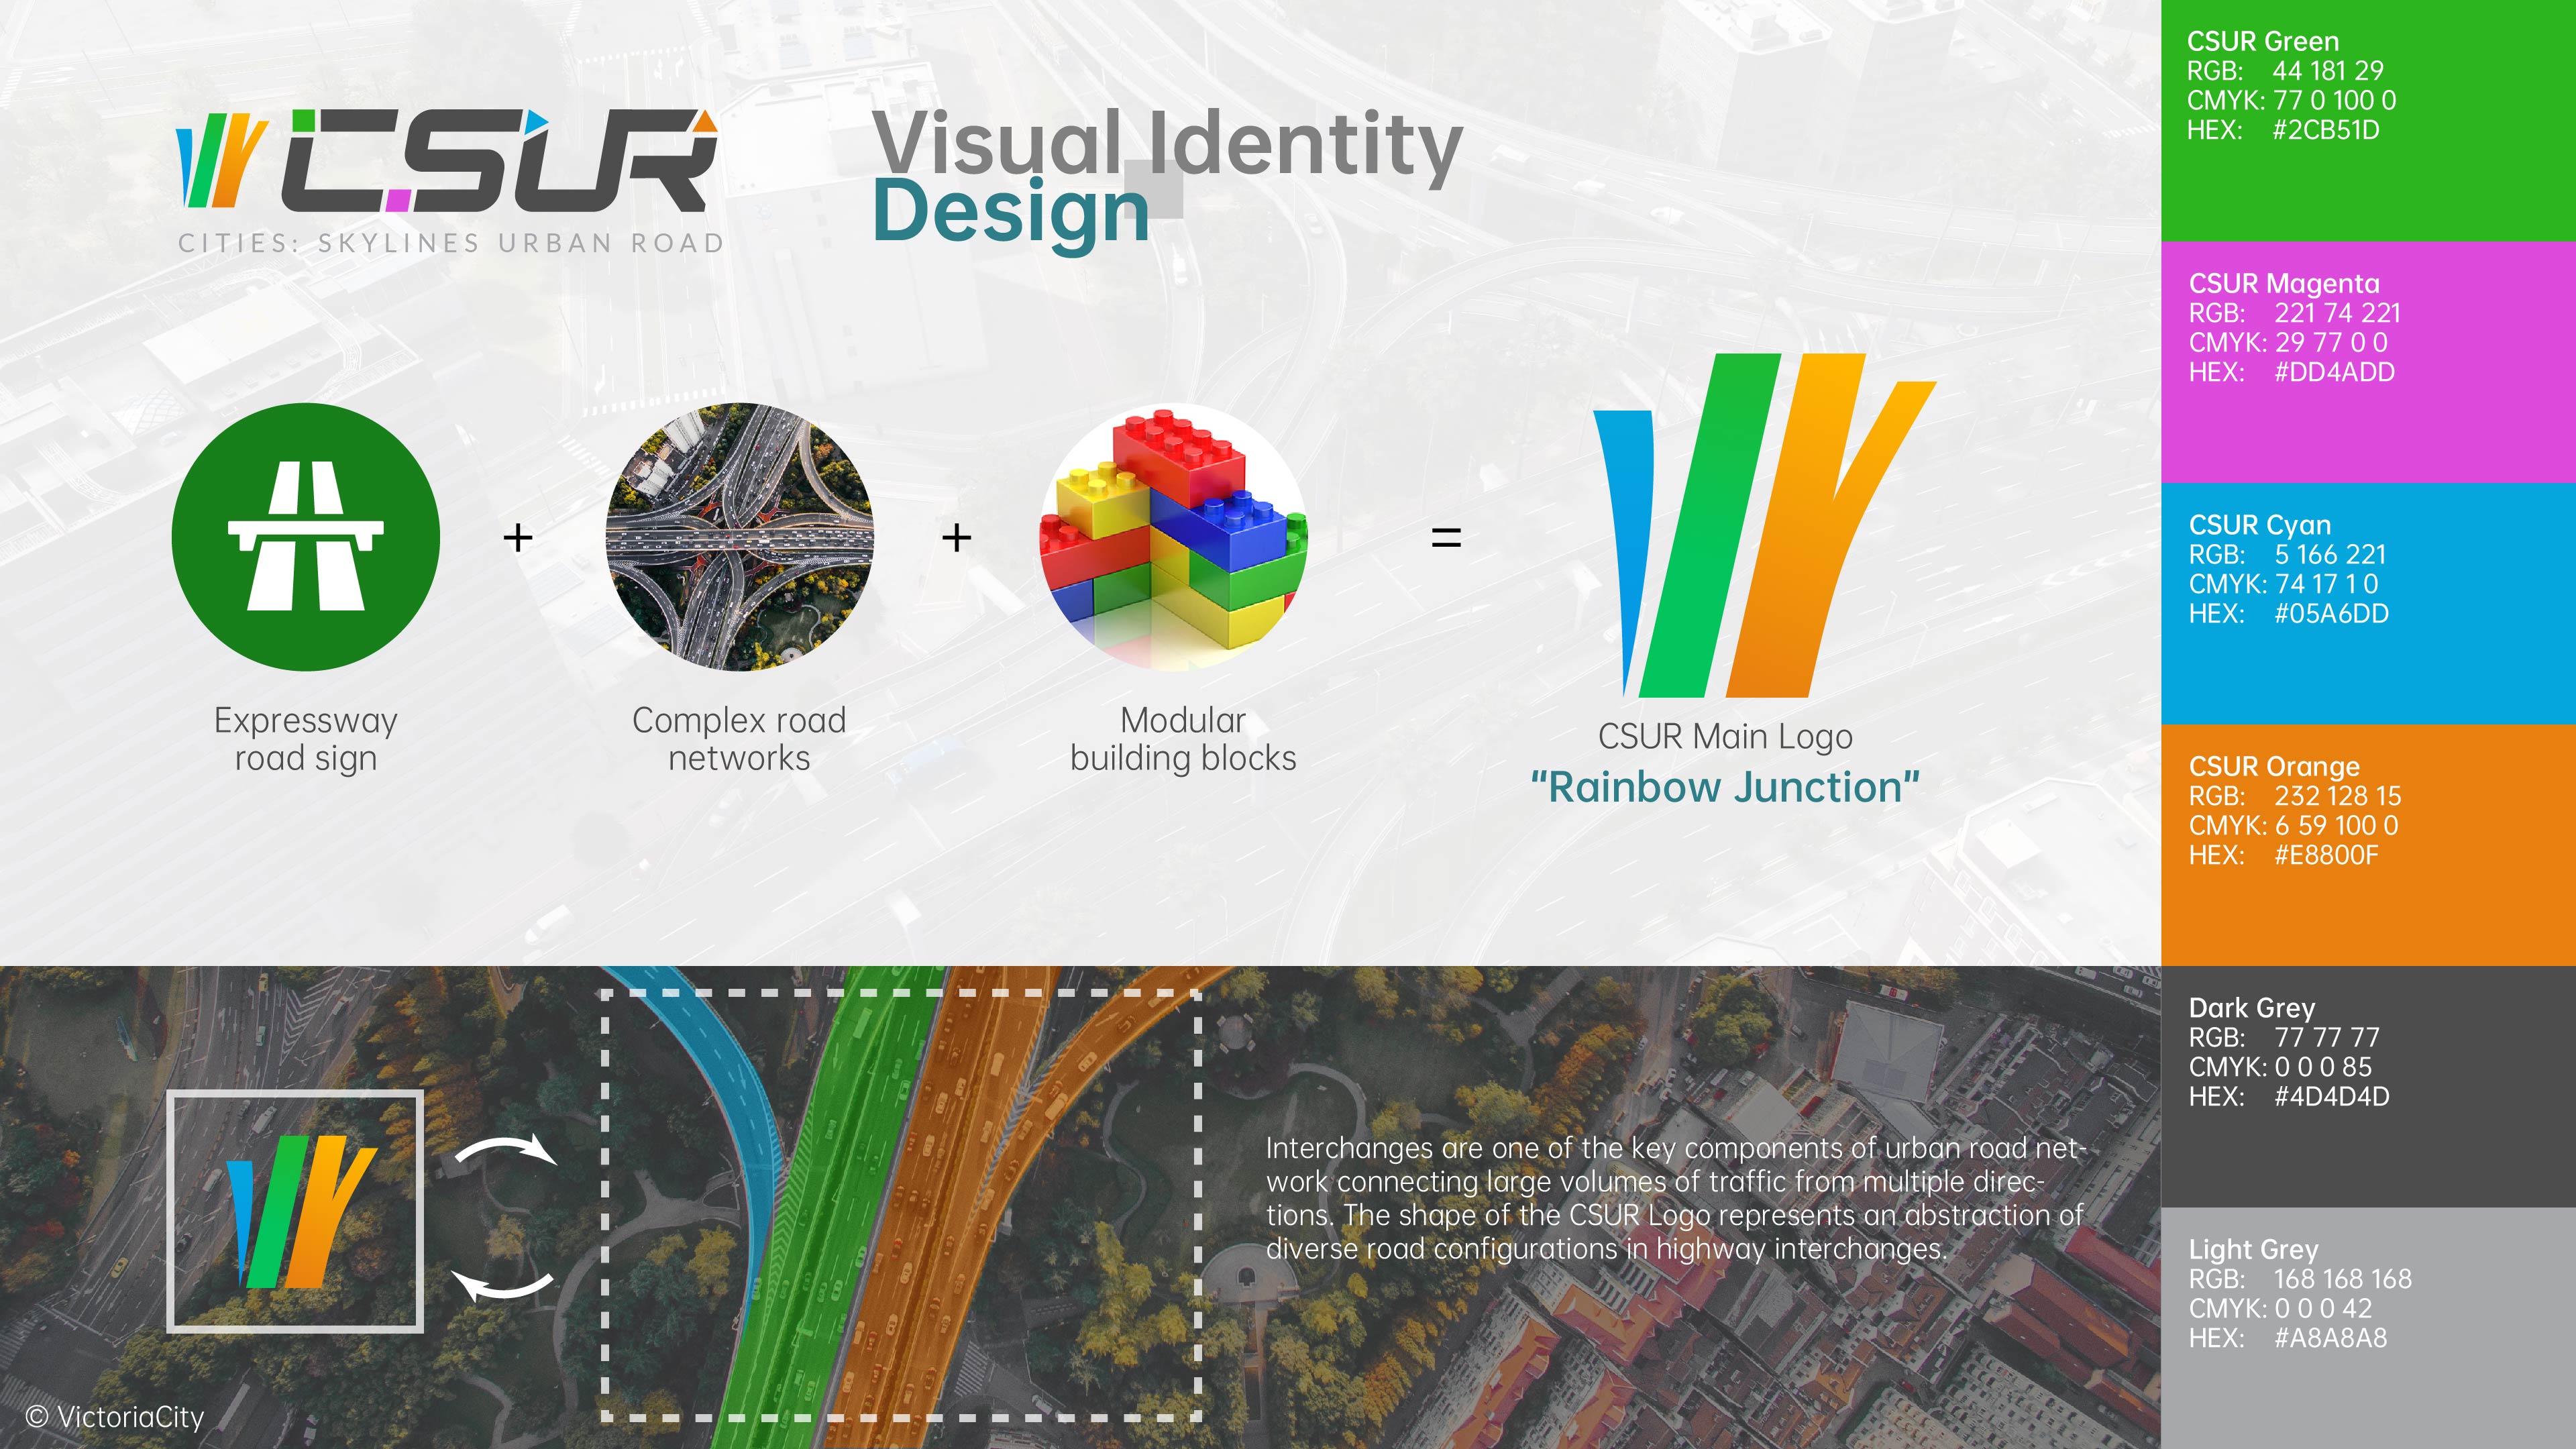 CSUR
CITIES: SKYLINES URBAN ROAD
Visual Identity
Design
+
+
=
Expressway
road sign
Complex road
networks
Modular
building blocks
CSUR Main Logo
“Rainbow Junction”
Interchanges are one of the key components of urban road net-
work connecting large volumes of traffic from multiple direc-
tions. The shape of the CSUR Logo represents an abstraction of
diverse road configurations in highway interchanges.
© VictoriaCity
CSUR Green
RGB: 44 181 29
CMYK: 77 0 100 0
HEX: #2CB51D
CSUR Magenta
RGB: 221 74 221
CMYK: 29 77 0 0
HEX: #DD4ADD
CSUR Cyan
RGB: 5 166 221
CMYK: 74 17 1 0
HEX: #05A6DD
CSUR Orange
RGB: 232 128 15
CMYK: 6 59 100 0
HEX: #E8800F
Dark Grey
RGB: 77 77 77
CMYK: 0 0 0 85
HEX: #4D4D4D
Light Grey
RGB: 168 168 168
CMYK: 0 0 0 42
HEX: #A8A8A8